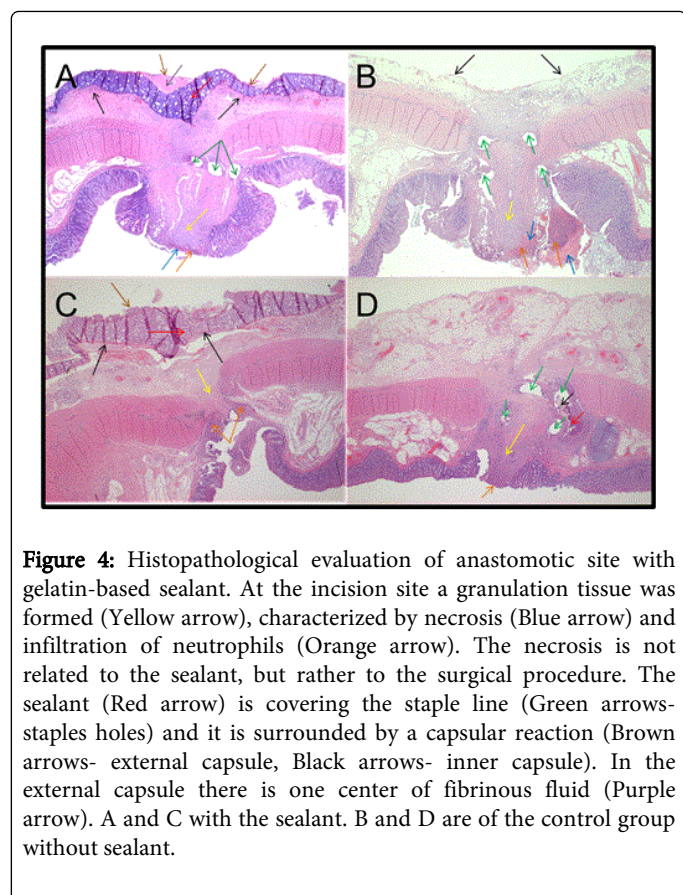 A
B
C
D
Figure 4: Histopathological evaluation of anastomotic site with
gelatin-based sealant. At the incision site a granulation tissue was
formed (Yellow arrow), characterized by necrosis (Blue arrow) and
infiltration of neutrophils (Orange arrow). The necrosis is not
related to the sealant, but rather to the surgical procedure. The
sealant (Red arrow) is covering the staple line (Green arrows-
staples holes) and it is surrounded by a capsular reaction (Brown
arrows- external capsule, Black arrows- inner capsule). In the
external capsule there is one center of fibrinous fluid (Purple
arrow). A and C with the sealant. B and D are of the control group
without sealant.